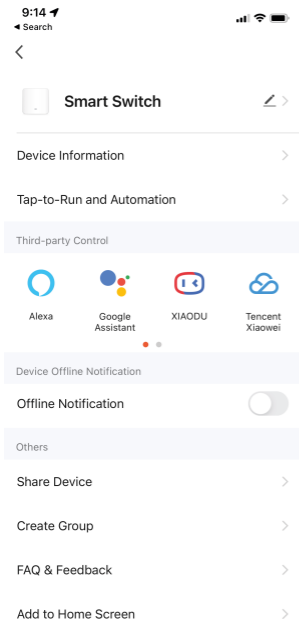 9:14
◀ Search
Smart Switch
Device Information
Tap-to-Run and Automation
Third-party Control
Alexa
Google
Assistant
XIAODU
Tencent
Xiaowei
Device Offline Notification
Offline Notification
Others
Share Device
Create Group
FAQ & Feedback
Add to Home Screen